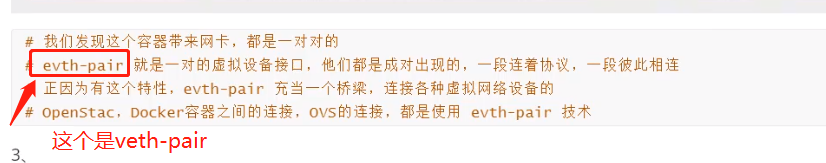 # 我们发现这个容器带来网卡，都是一对对的
# evth-pair 就是一对的虚拟设备接口，他们都是成对出现的，一段连着协议，一段彼此相连
正因为有这个特性，evth-pair 充当一个桥梁，连接各种虚拟网络设备的
# OpenStac，Docker容器之间的连接，OVS的连接，都是使用 evth-pair 技术
这个是veth-pair
3、